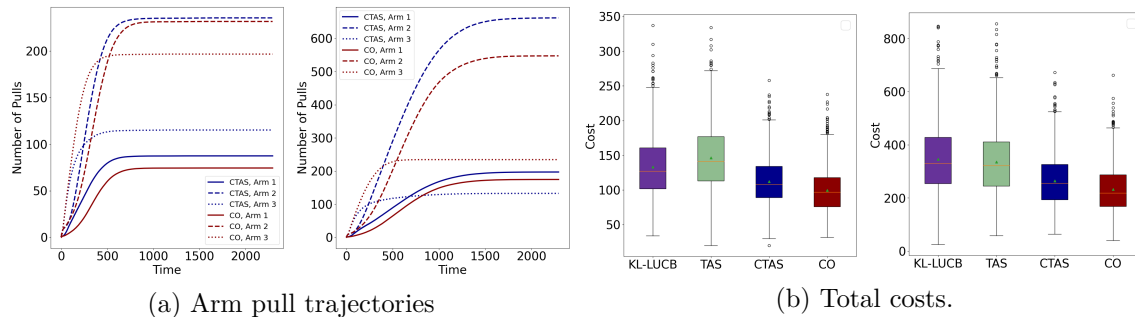 Number of Pulls
200
150
100
50
0
CTAS, Arm 1
CTAS, Arm 2
CTAS, Arm 3
CO, Arm 1
CO, Arm 2
CO, Arm 3
0 500 1000 1500 2000
Time
Number of Pulls
600
500
400
300
200
100
0
CTAS, Arm 1
CTAS, Arm 2
CTAS, Arm 3
CO, Arm 1
CO, Arm 2
CO, Arm 3
0 500 1000 1500 2000
Time
(a) Arm pull trajectories
Cost
350
300
250
200
150
100
50
KL-LUCB TAS CTAS CO
Cost
800
600
400
200
0
KL-LUCB TAS CTAS CO
(b) Total costs.